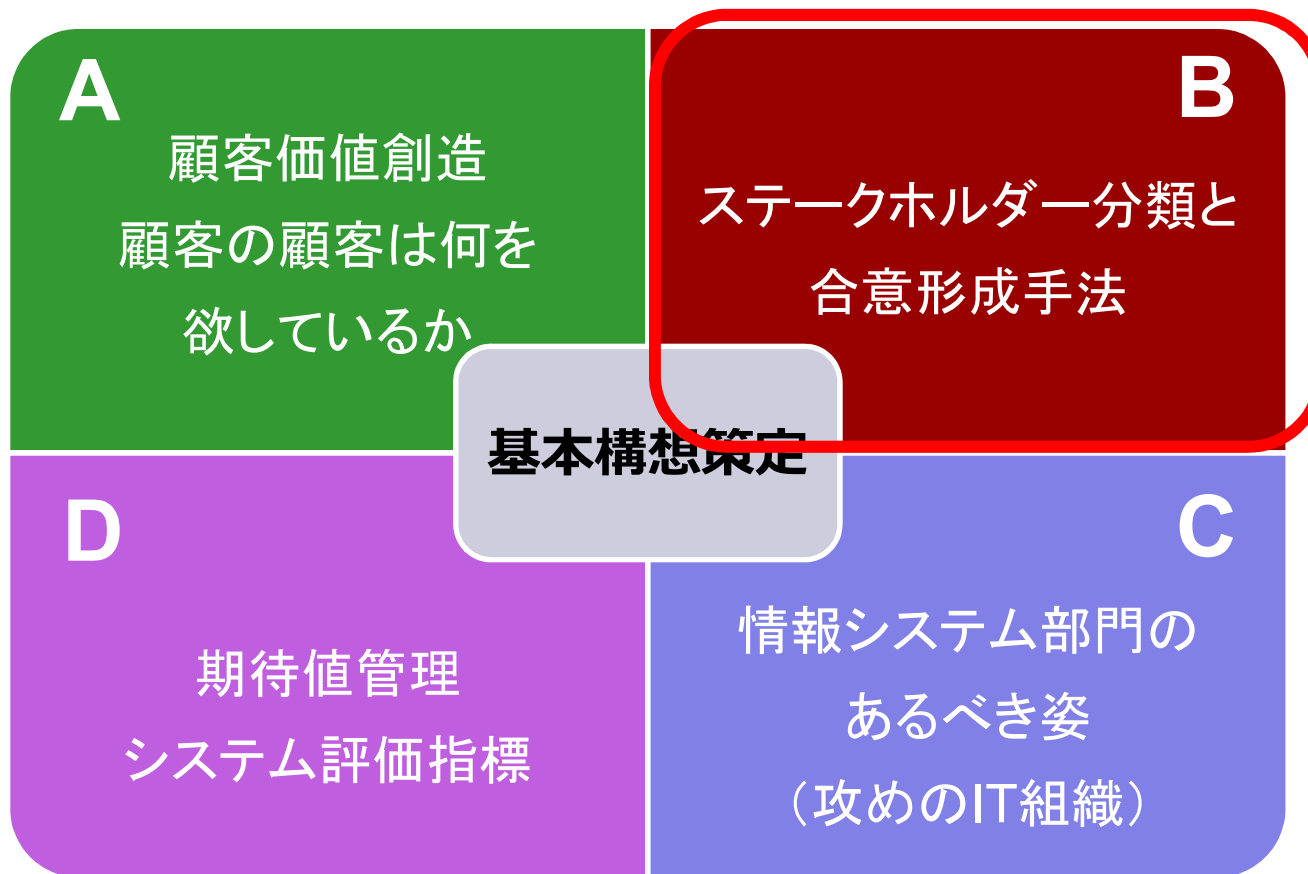 A
顧客価値創造
顧客の顧客は何を
欲しているか
B
ステークホルダー分類と
合意形成手法
基本構想策定
D
期待値管理
システム評価指標
C
情報システム部門の
あるべき姿
（攻めのIT組織）